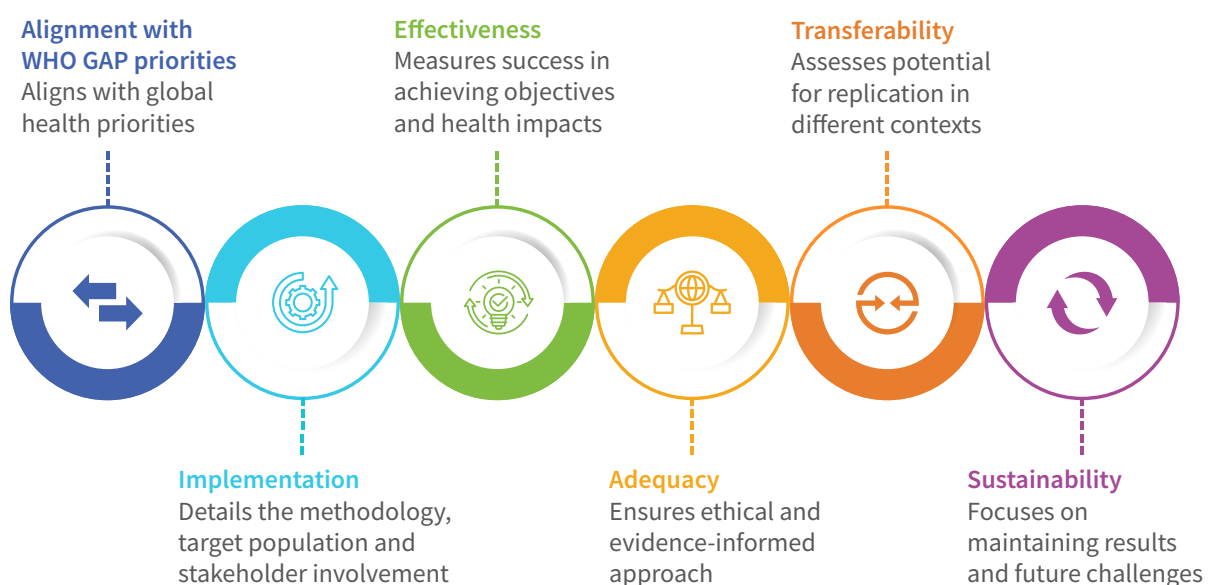 Alignment with
WHO GAP priorities
Aligns with global
health priorities
Effectiveness
Measures success in
achieving objectives
and health impacts
Transferability
Assesses potential
for replication in
different contexts
Implementation
Details the methodology,
target population and
stakeholder involvement
Adequacy
Ensures ethical and
evidence-informed
approach
Sustainability
Focuses on
maintaining results
and future challenges